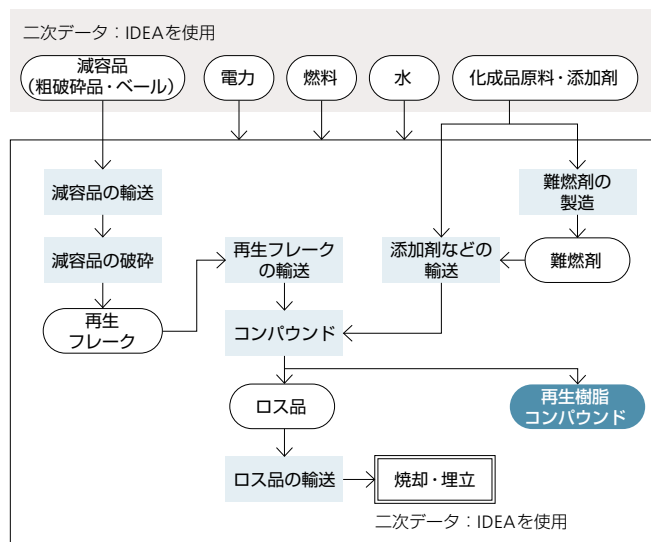 二次データ：IDEAを使用
減容品
（粗破砕品・ベール）
電力
燃料
水
化成品原料・添加剤
減容品の輸送
難燃剤の
製造
減容品の破砕
再生フレーク
の輸送
添加剤などの
輸送
難燃剤
再生
フレーク
コンパウンド
ロス品
再生樹脂
コンパウンド
ロス品の輸送
焼却・埋立
二次データ：IDEAを使用